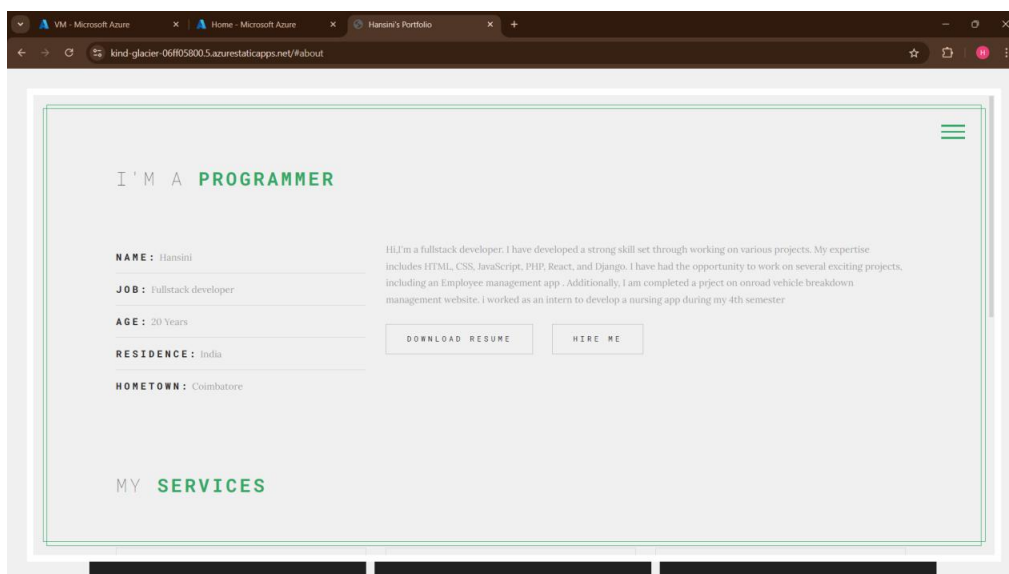 VM - Microsoft Azure
Home - Microsoft Azure
Hansini's Portfolio
kind-glacier-06ff05800.5.azurestaticapps.net/#about
H
I'M A PROGRAMMER
NAME: Hansini
JOB: Fullstack developer
AGE: 20 Years
RESIDENCE: India
HOMETOWN: Coimbatore
Hi,I'm a fullstack developer. I have developed a strong skill set through working on various projects. My expertise
includes HTML, CSS, JavaScript, PHP, React, and Django. I have had the opportunity to work on several exciting projects,
including an Employee management app . Additionally, I am completed a prject on onroad vehicle breakdown
management website. i worked as an intern to develop a nursing app during my 4th semester
DOWNLOAD RESUME
HIRE ME
MY SERVICES